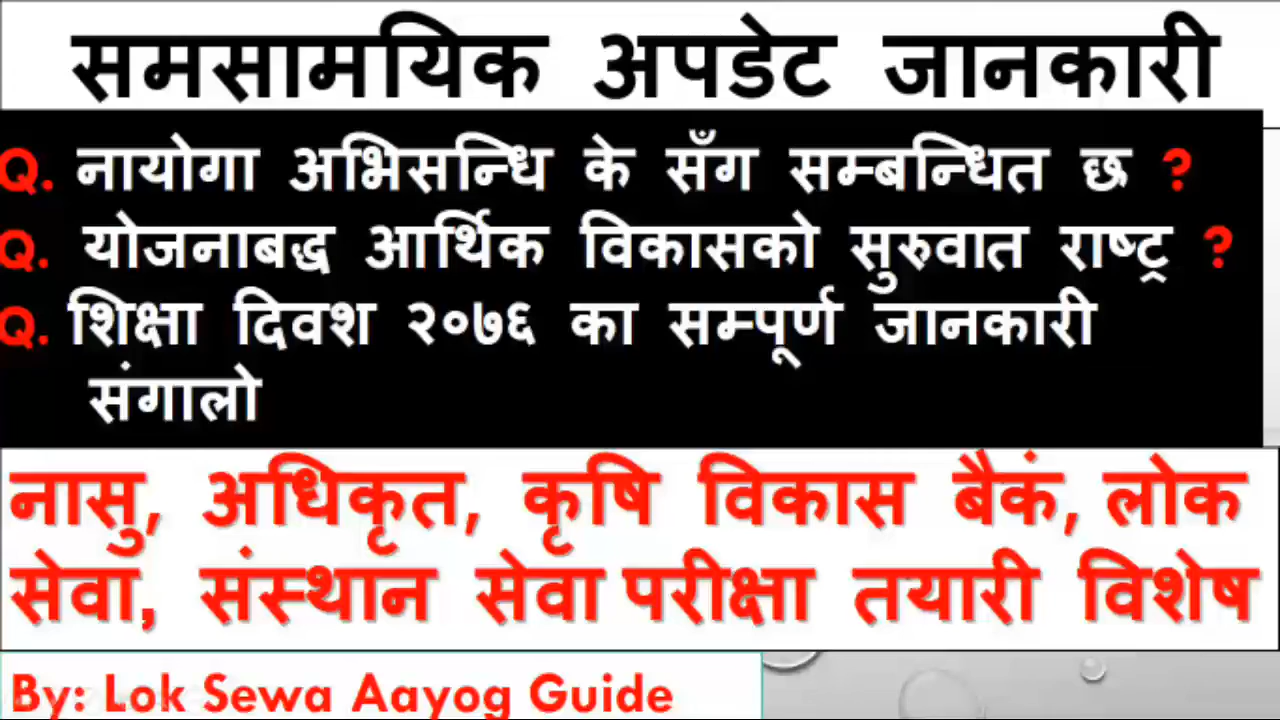 समसामयिक अपडेट जानकारी
Q. नायोगा अभिसन्धि के सँग सम्बन्धित छ ?
Q. योजनाबद्ध आर्थिक विकासको सुरुवात राष्ट्र ?
Q. शिक्षा दिवश २०७६ का सम्पूर्ण जानकारी
संगालो
नासु, अधिकृत, कृषि विकास बैकं, लोक
सेवा, संस्थान सेवा परीक्षा तयारी विशेष
By: Lok Sewa Aayog Guide